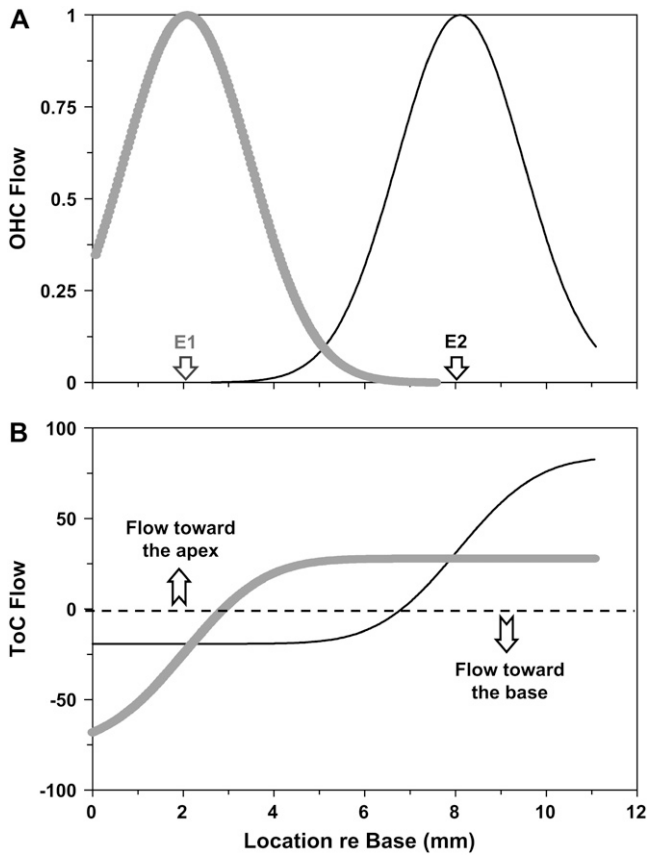 A
1
0.75
0.5
0.25
0
OHC Flow
E1
E2
B
100
50
0
-50
-100
ToC Flow
Flow toward
the apex
Flow toward
the base
0
2
4
6
8
10
12
Location re Base (mm)